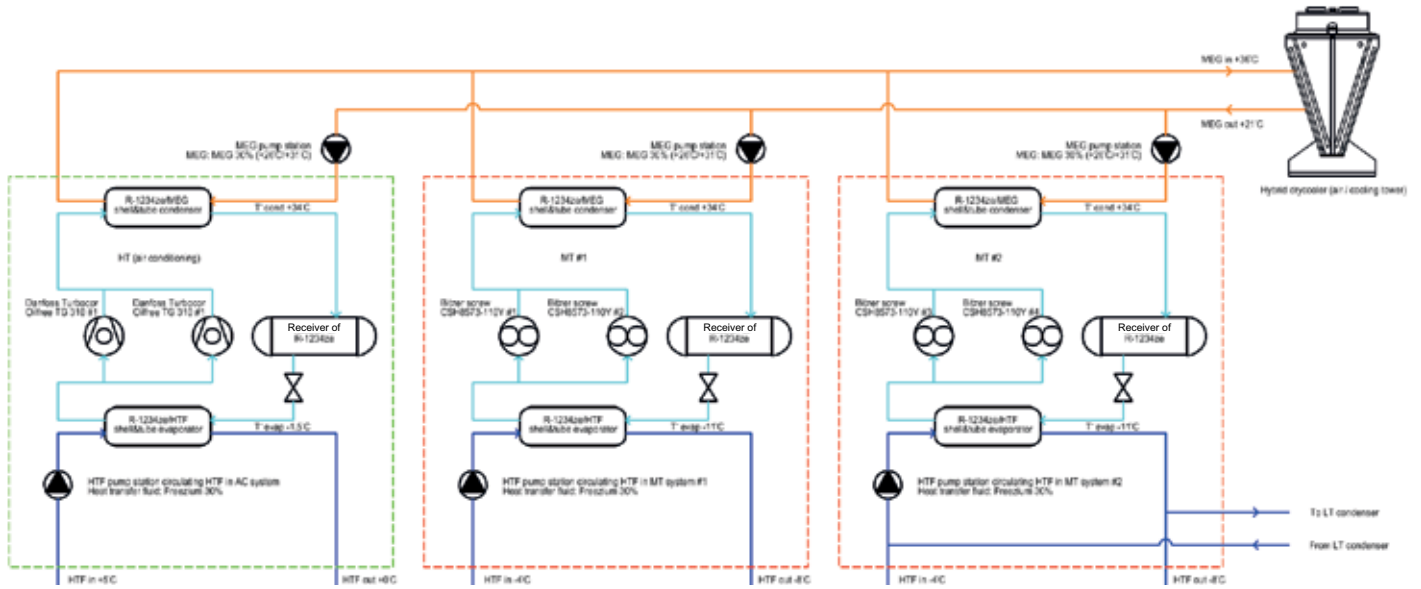 MEG in +36°C
MEG out +21°C
Hybrid drycooler (air / cooling tower)
MEG pump station
MEG: MEG 30% (+26°C/+31°C)
MEG pump station
MEG: MEG 30% (+26°C/+31°C)
MEG pump station
MEG: MEG 30% (+26°C/+31°C)
R-1234ze/MEG
shell&tube condenser
T° cond +34°C
R-1234ze/MEG
shell&tube condenser
T° cond +34°C
R-1234ze/MEG
shell&tube condenser
T° cond +34°C
HT (air conditioning)
MT #1
MT #2
Danfoss Turbocor
Oilfree TG 310 #1
Danfoss Turbocor
Oilfree TG 310 #1
Receiver of
R-1234ze
Bitzer screw
CSH8573-110Y #1
Bitzer screw
CSH8573-110Y #2
Receiver of
R-1234ze
Bitzer screw
CSH8573-110Y #3
Bitzer screw
CSH8573-110Y #4
Receiver of
R-1234ze
R-1234ze/HTF
shell&tube evaporator
T° evap -1,5°C
R-1234ze/HTF
shell&tube evaporator
T° evap -11°C
R-1234ze/HTF
shell&tube evaporator
T° evap -11°C
HTF pump station circulating HTF in AC system
Heat transfer fluid: Freezium 30%
HTF pump station circulating HTF in MT system #1
Heat transfer fluid: Freezium 30%
HTF pump station circulating HTF in MT system #2
Heat transfer fluid: Freezium 30%
To LT condenser
From LT condenser
HTF in +5°C
HTF out +0°C
HTF in -4°C
HTF out -8°C
HTF in -4°C
HTF out -8°C